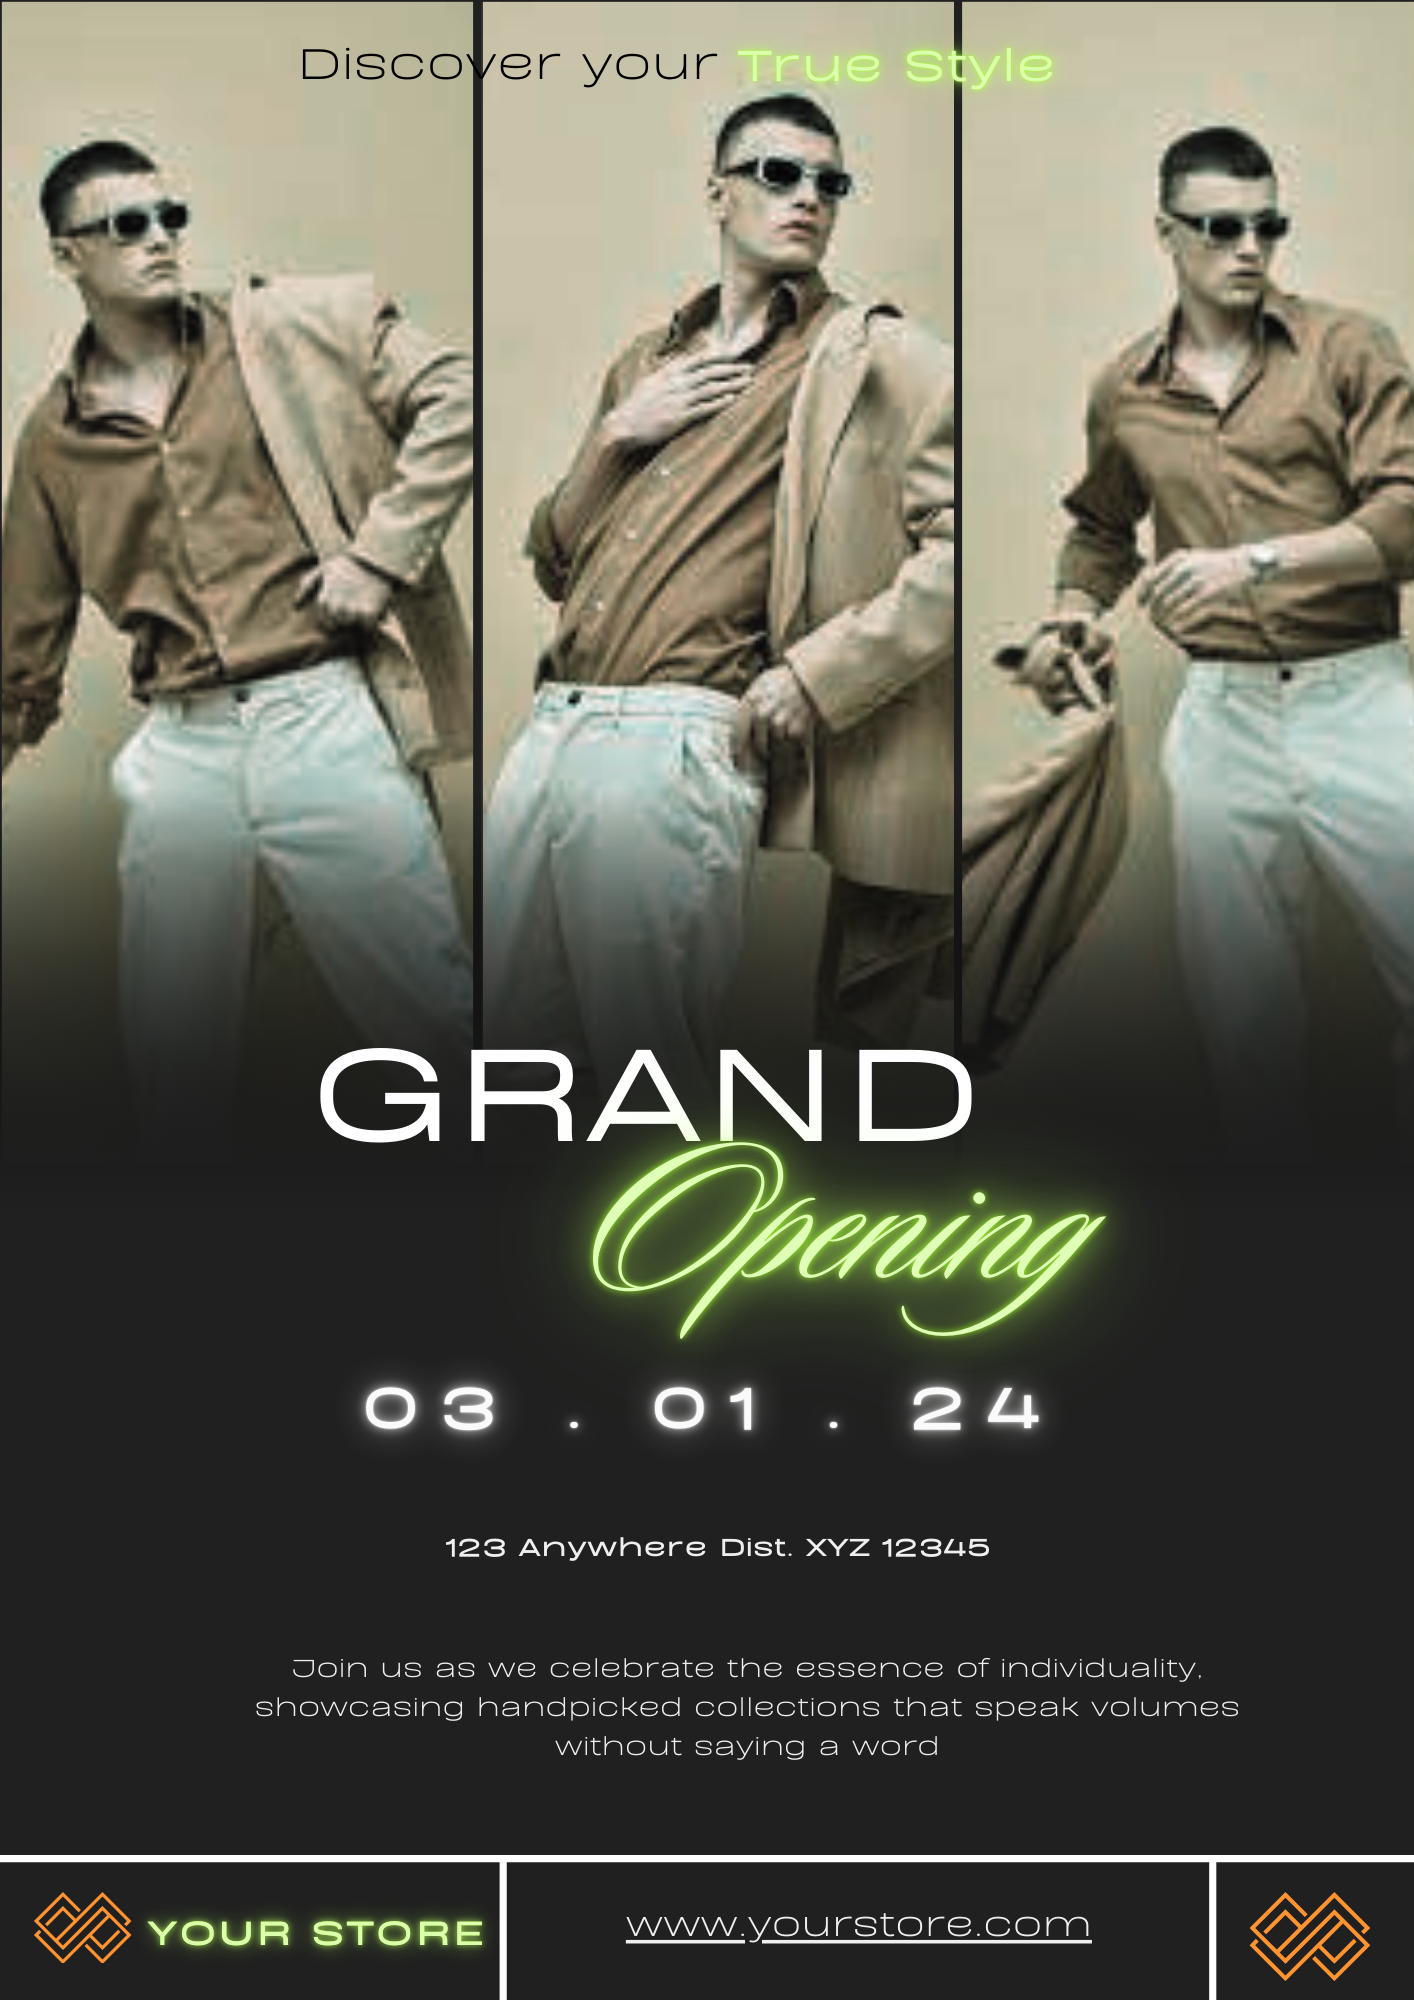 Discover your True Style
GRAND
Opening
03 . 01 . 24
123 Anywhere Dist. XYZ 12345
Join us as we celebrate the essence of individuality,
showcasing handpicked collections that speak volumes
without saying a word
YOUR STORE
www.yourstore.com